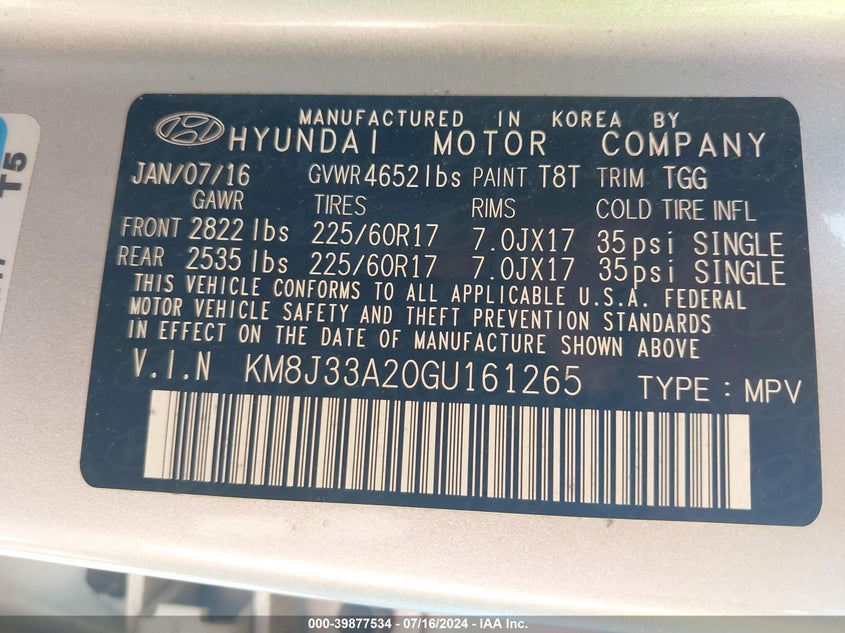 MANUFACTURED IN KOREA BY
HYUNDAI MOTOR COMPANY
JAN/07/16 GVWR 4652lbs PAINT T8T TRIM TGG
GAWR TIRES RIMS COLD TIRE INFL
FRONT 2822 lbs 225/60R17 7.0JX17 35psi SINGLE
REAR 2535 lbs 225/60R17 7.0JX17 35psi SINGLE
THIS VEHICLE CONFORMS TO ALL APPLICABLE U.S.A. FEDERAL
MOTOR VEHICLE SAFETY AND THEFT PREVENTION STANDARDS
IN EFFECT ON THE DATE OF MANUFACTURE SHOWN ABOVE
V.I.N KM8J33A20GU161265 TYPE : MPV
T5
000-39877534 - 07/16/2024 - IAA Inc.